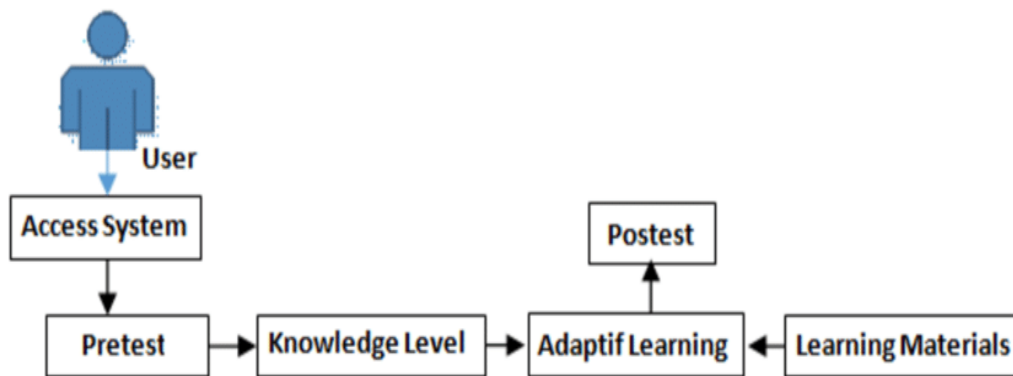 User
Access System
Postest
Pretest
Knowledge Level
Adaptif Learning
Learning Materials